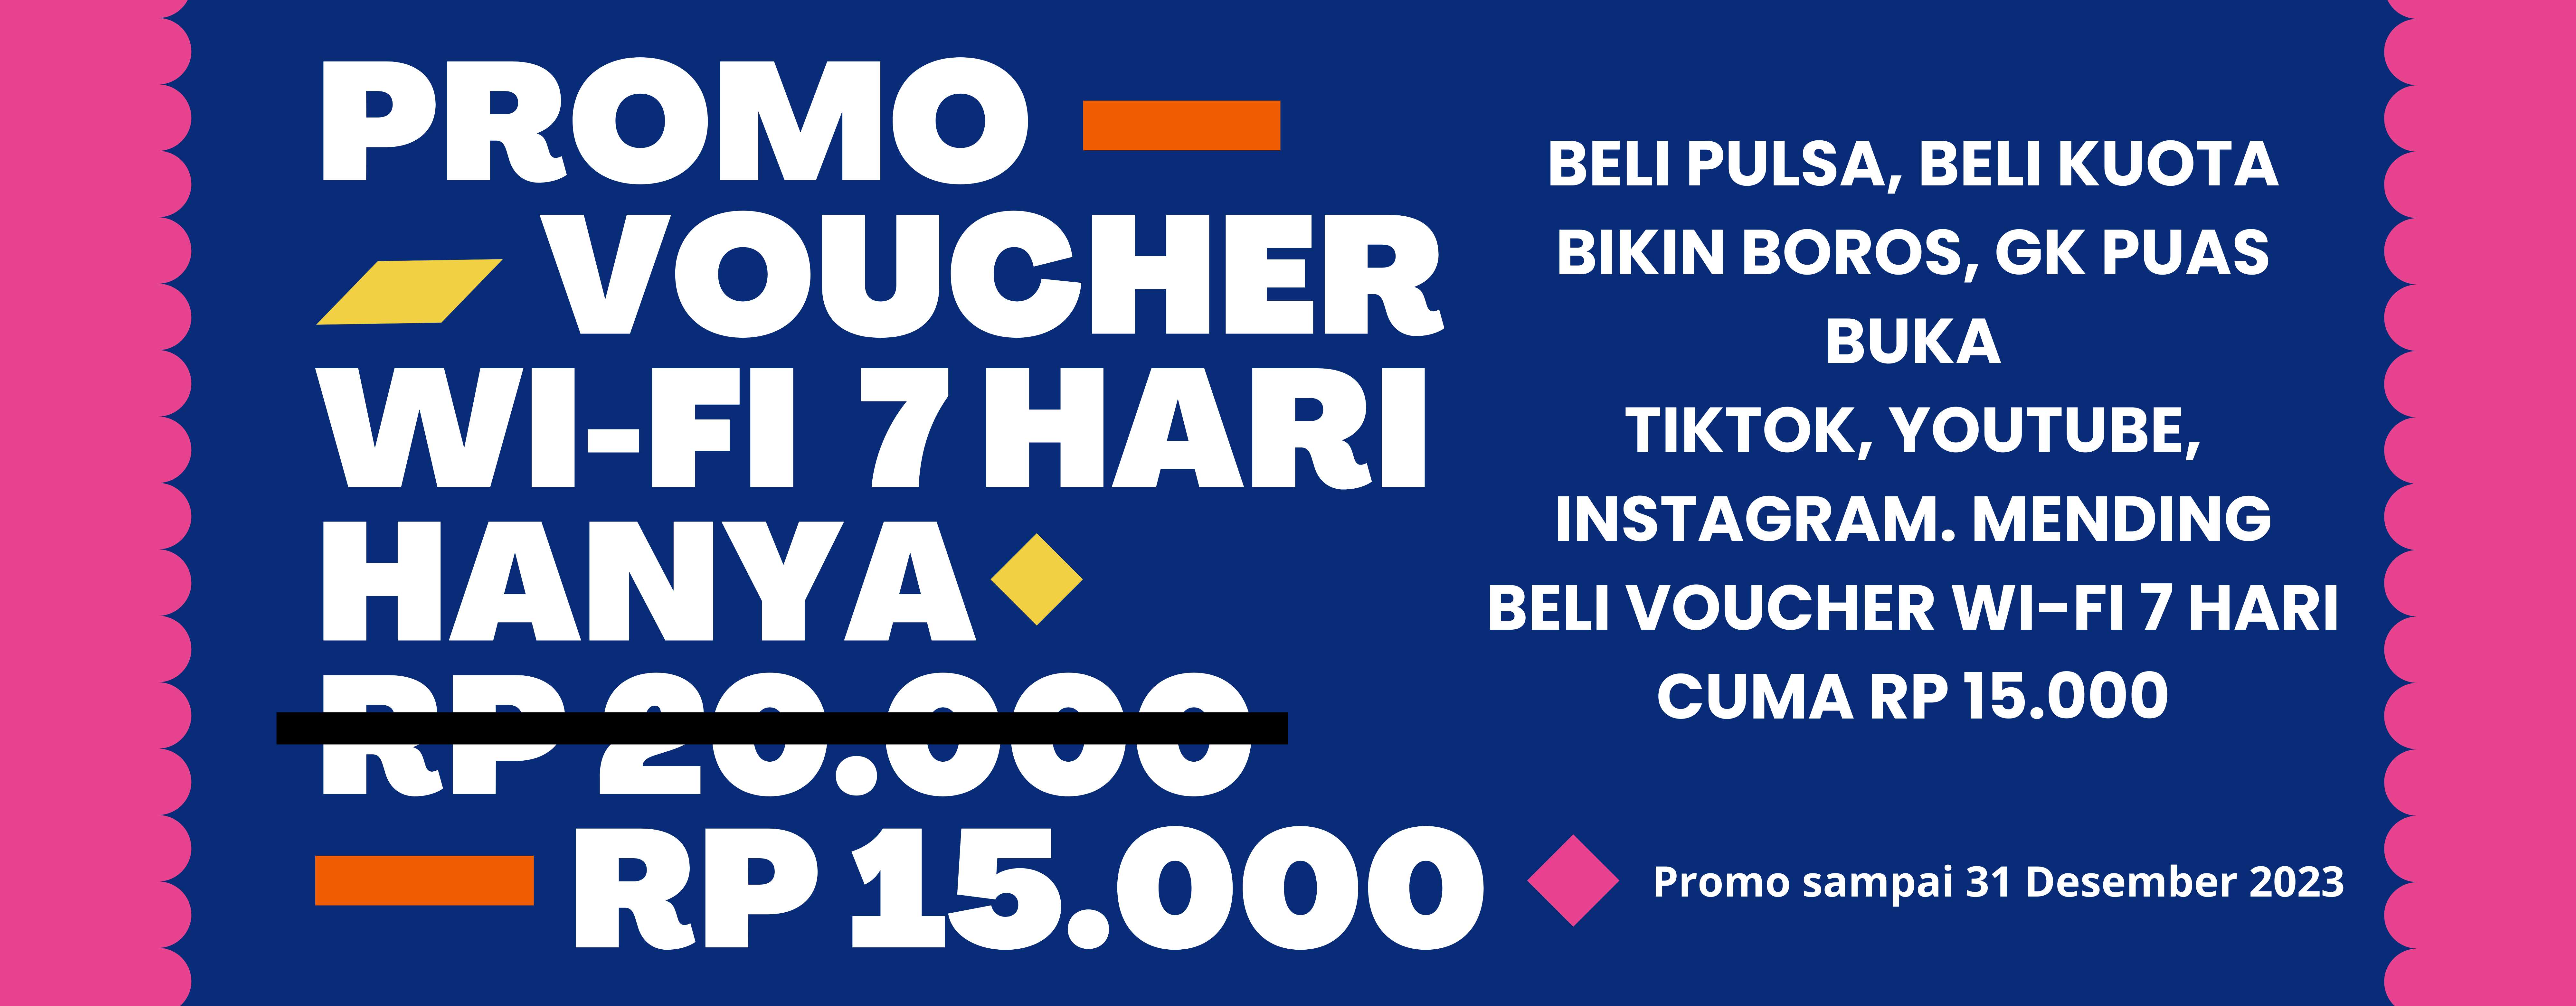 PROMO
VOUCHER
WI-FI 7 HARI
HANYA
RP 20.000
RP 15.000
BELI PULSA, BELI KUOTA
BIKIN BOROS, GK PUAS
BUKA
TIKTOK, YOUTUBE,
INSTAGRAM. MENDING
BELI VOUCHER WI-FI 7 HARI
CUMA RP 15.000
Promo sampai 31 Desember 2023